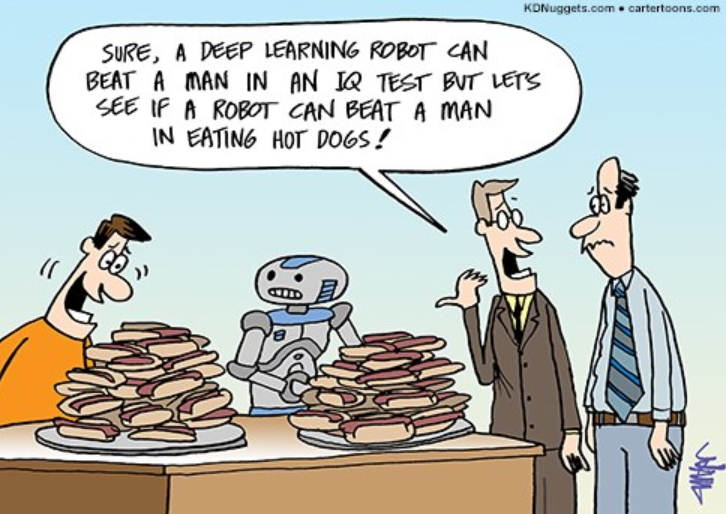 KDNuggets.com • cartertoons.com
SURE, A DEEP LEARNING ROBOT CAN
BEAT A MAN IN AN IQ TEST BUT LET'S
SEE IF A ROBOT CAN BEAT A MAN
IN EATING HOT DOGS!